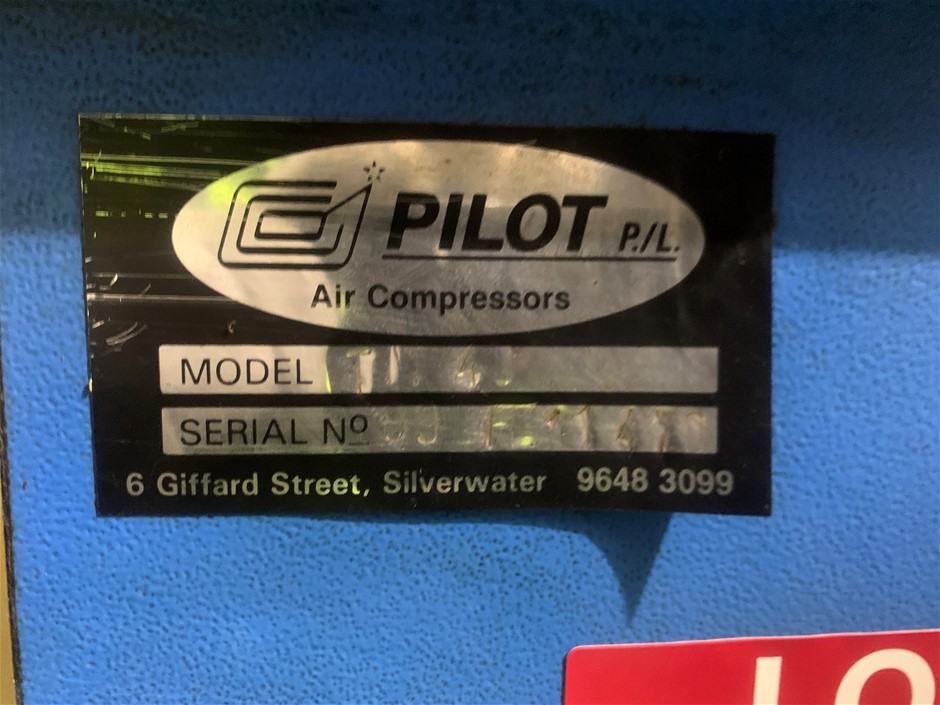 PILOT P./L.
Air Compressors
MODEL
SERIAL Nº
6 Giffard Street, Silverwater 9648 3099